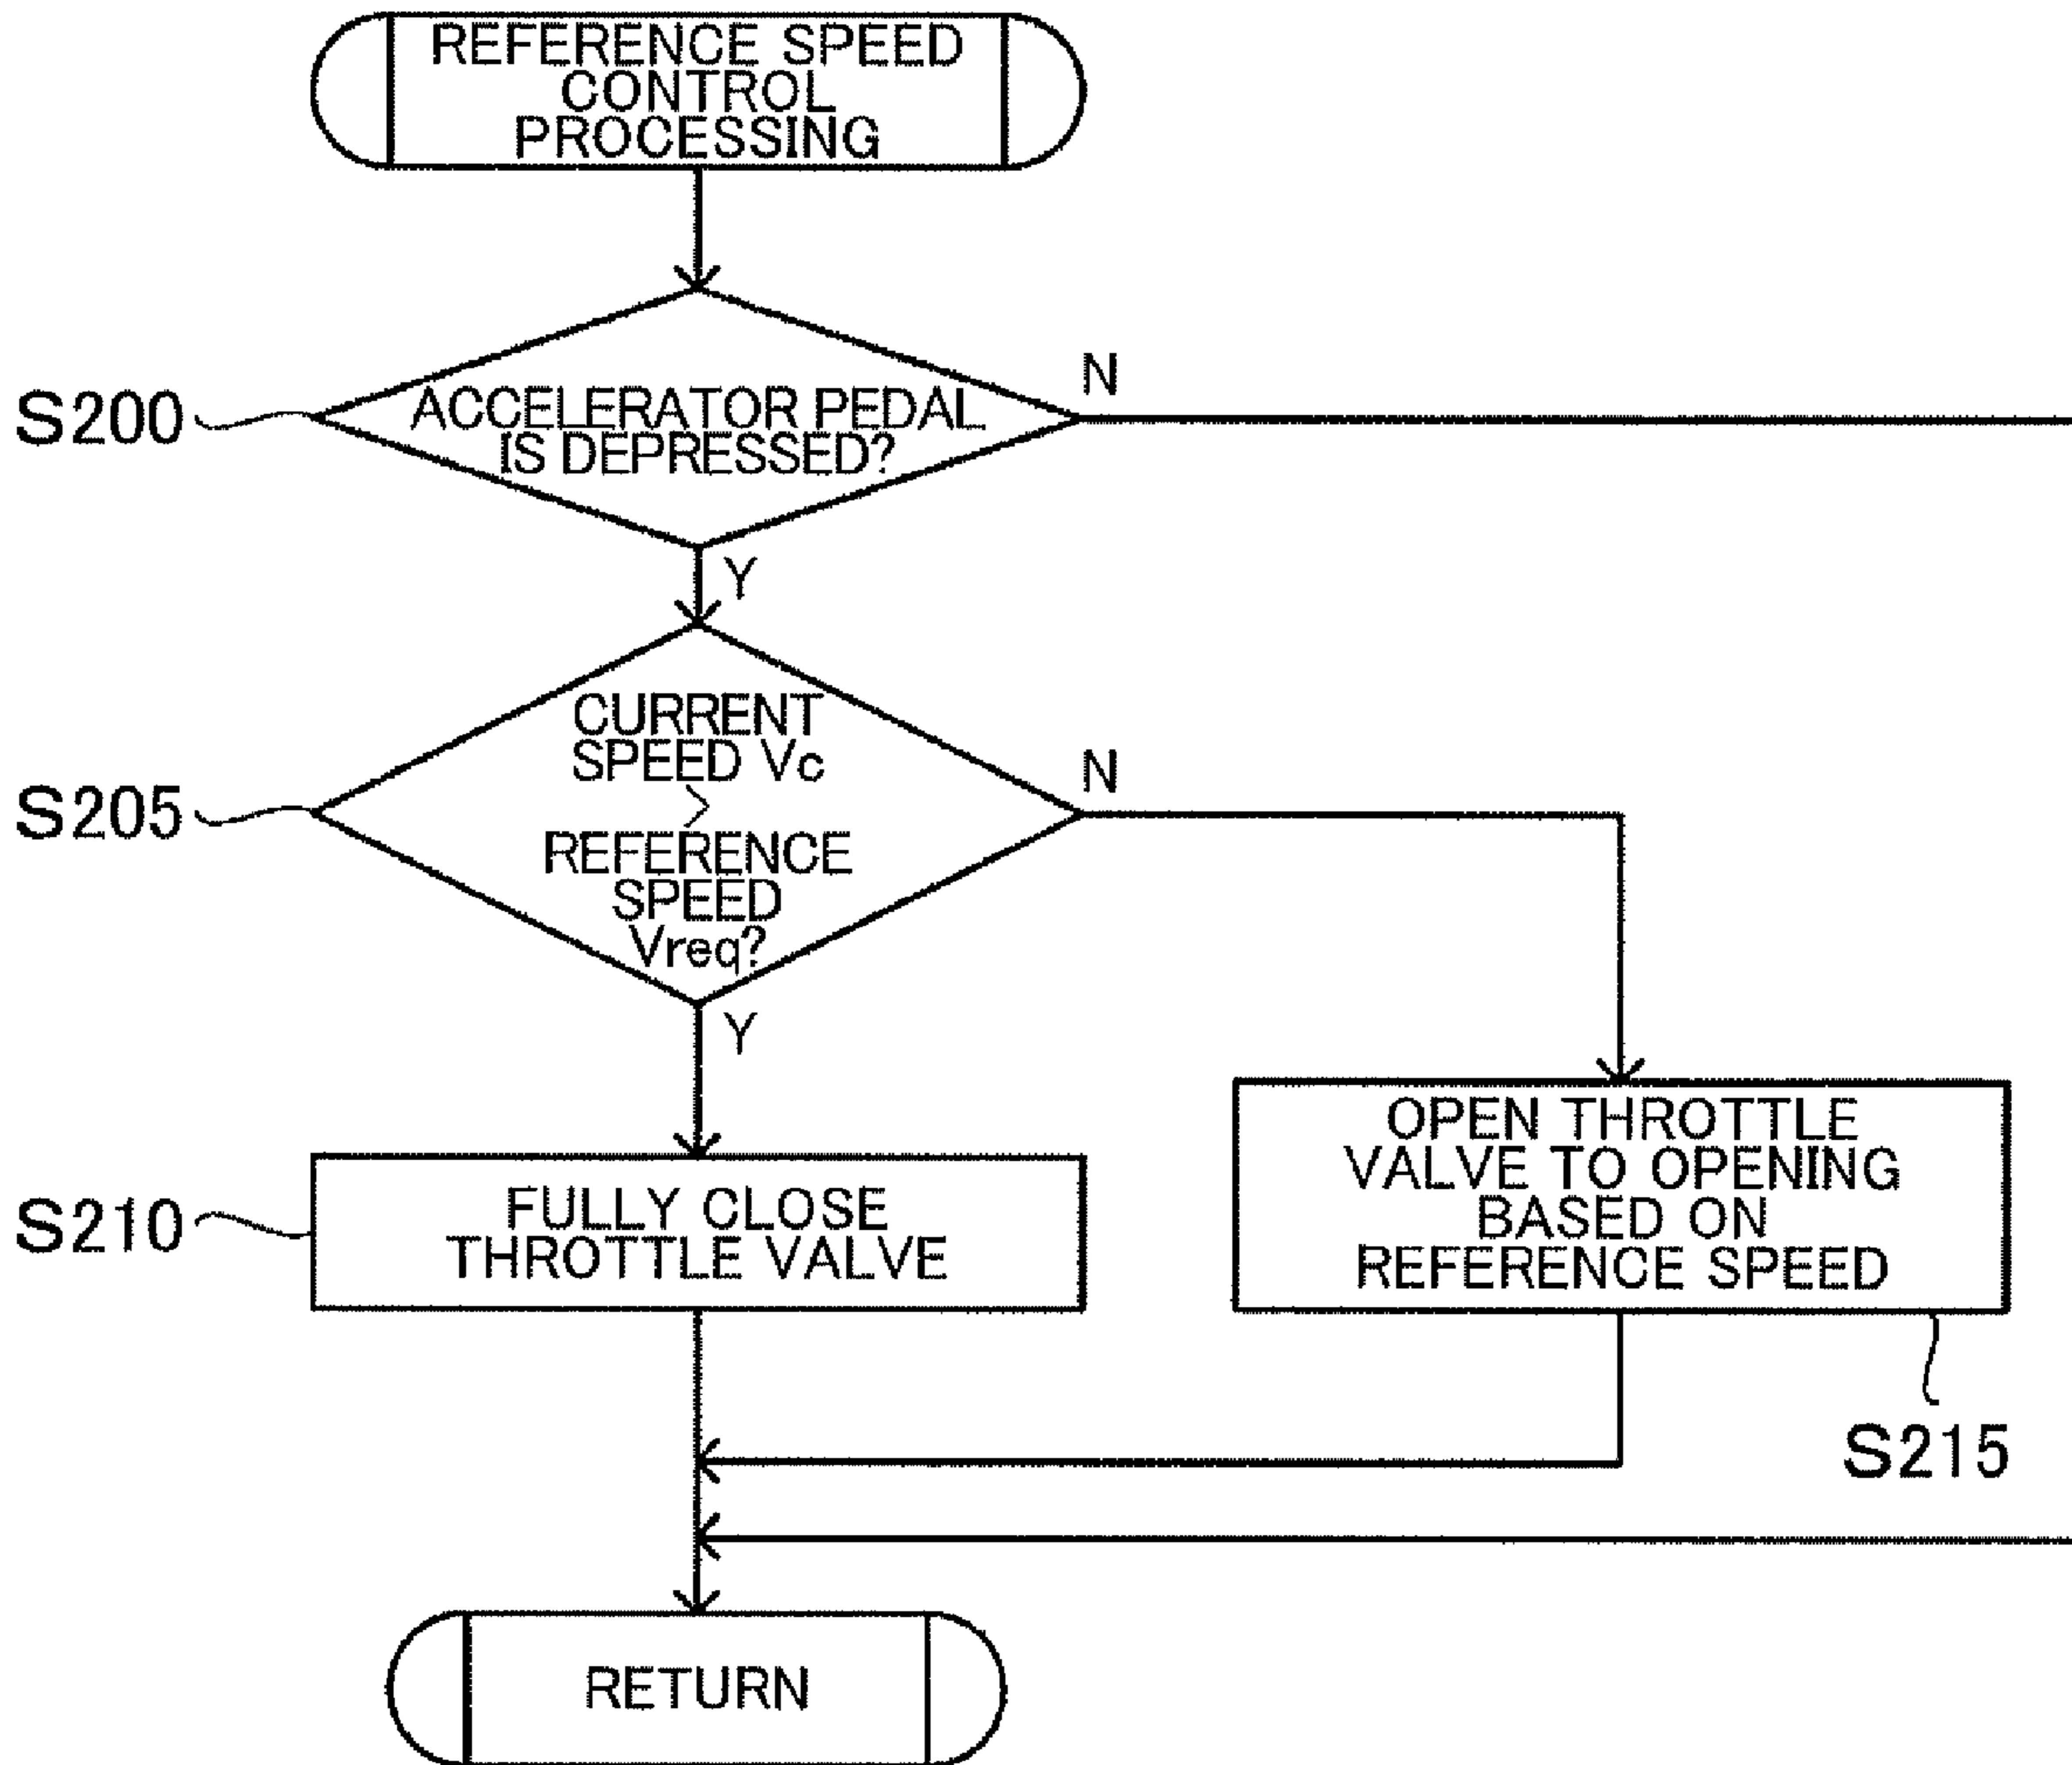 REFERENCE SPEED
CONTROL
PROCESSING
S200
ACCELERATOR PEDAL
IS DEPRESSED?
N
Y
S205
CURRENT
SPEED Vc
>
REFERENCE
SPEED
Vreq?
N
Y
S210
FULLY CLOSE
THROTTLE VALVE
OPEN THROTTLE
VALVE TO OPENING
BASED ON
REFERENCE SPEED
S215
RETURN